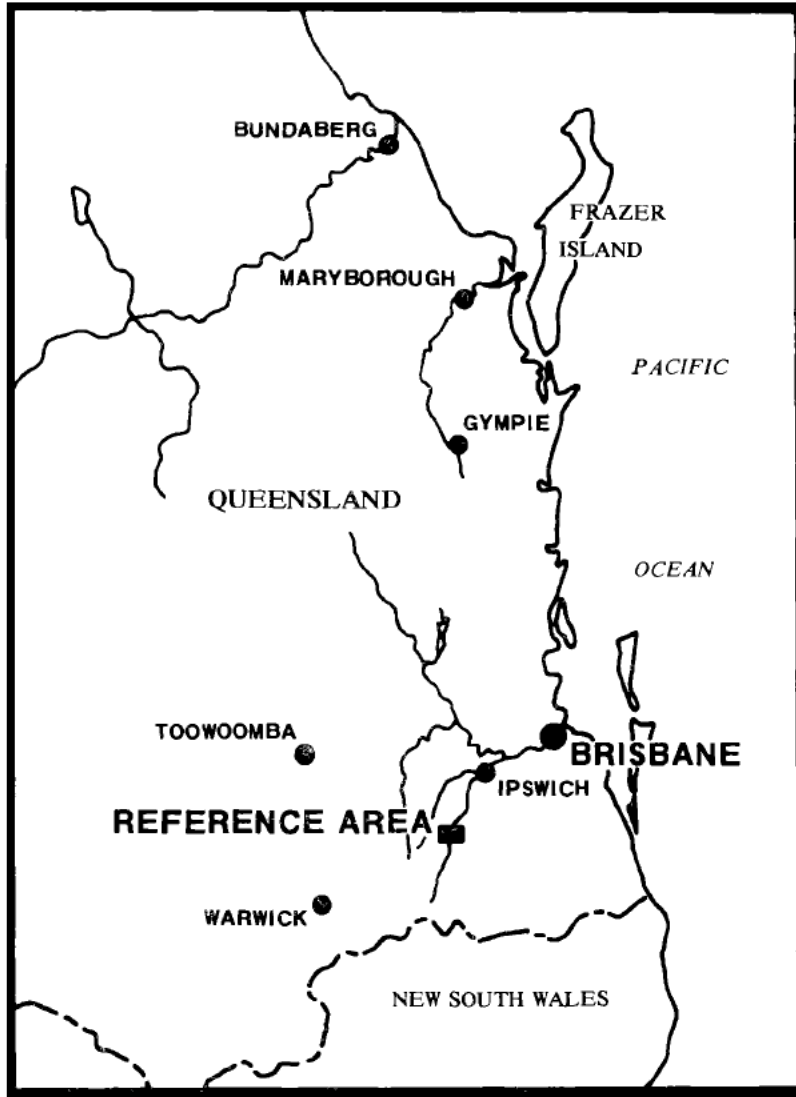 BUNDABERG
FRAZER
ISLAND
MARYBOROUGH
PACIFIC
GYMPIE
QUEENSLAND
OCEAN
TOOWOOMBA
BRISBANE
IPSWICH
REFERENCE AREA
WARWICK
NEW SOUTH WALES